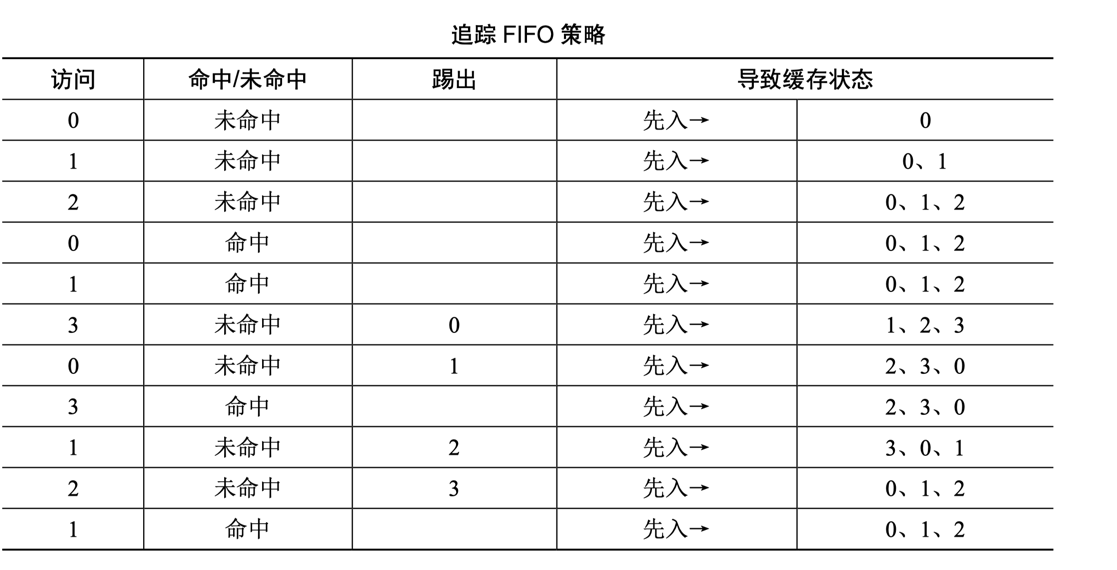 追踪 FIFO 策略
访问 命中/未命中 踢出 导致缓存状态
0 未命中 先入→ 0
1 未命中 先入→ 0、1
2 未命中 先入→ 0、1、2
0 命中 先入→ 0、1、2
1 命中 先入→ 0、1、2
3 未命中 0 先入→ 1、2、3
0 未命中 1 先入→ 2、3、0
3 命中 先入→ 2、3、0
1 未命中 2 先入→ 3、0、1
2 未命中 3 先入→ 0、1、2
1 命中 先入→ 0、1、2